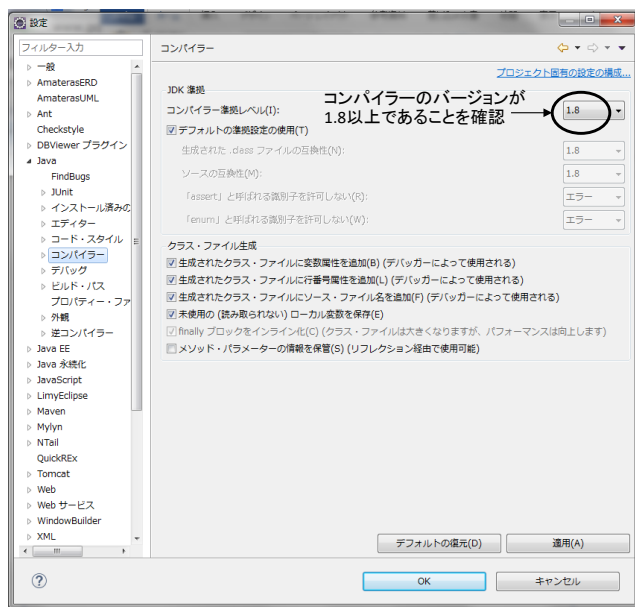 設定
フィルター入力
一般
AmaterasERD
AmaterasUML
Ant
Checkstyle
DBViewer プラグイン
Java
FindBugs
JUnit
インストール済みの
エディター
コード・スタイル
コンパイラー
デバッグ
ビルド・パス
プロパティー・ファ
外観
逆コンパイラー
Java EE
Java 永続化
JavaScript
LimyEclipse
Maven
Mylyn
NTail
QuickREx
Tomcat
Web
Web サービス
WindowBuilder
XML
コンパイラー
プロジェクト固有の設定の構成...
JDK 準拠
コンパイラーのバージョンが
1.8以上であることを確認
コンパイラー準拠レベル(I): 1.8
デフォルトの準拠設定の使用(T)
生成された .class ファイルの互換性(N): 1.8
ソースの互換性(M): 1.8
「assert」と呼ばれる識別子を許可しない(R): エラー
「enum」と呼ばれる識別子を許可しない(W): エラー
クラス・ファイル生成
生成されたクラス・ファイルに変数属性を追加(B) (デバッガーによって使用される)
生成されたクラス・ファイルに行番号属性を追加(L) (デバッガーによって使用される)
生成されたクラス・ファイルにソース・ファイル名を追加(F) (デバッガーによって使用される)
未使用の (読み取られない) ローカル変数を保存(E)
finally ブロックをインライン化(C) (クラス・ファイルは大きくなりますが、パフォーマンスは向上します)
メソッド・パラメーターの情報を保管(S) (リフレクション経由で使用可能)
デフォルトの復元(D)
適用(A)
OK
キャンセル